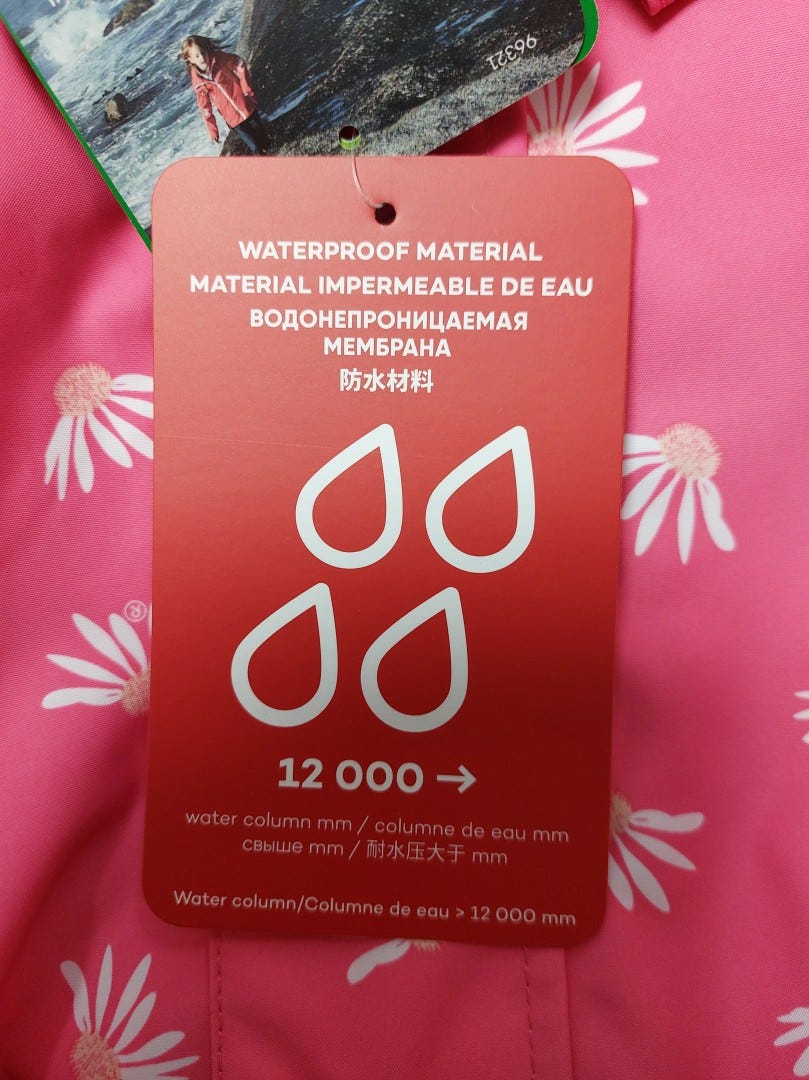 96321
WATERPROOF MATERIAL
MATERIAL IMPERMEABLE DE EAU
ВОДОНЕПРОНИЦАЕМАЯ
МЕМБРАНА
防水材料
®
12 000 →
water column mm / columne de eau mm
свыше mm / 耐水压大于 mm
Water column/Columne de eau > 12 000 mm